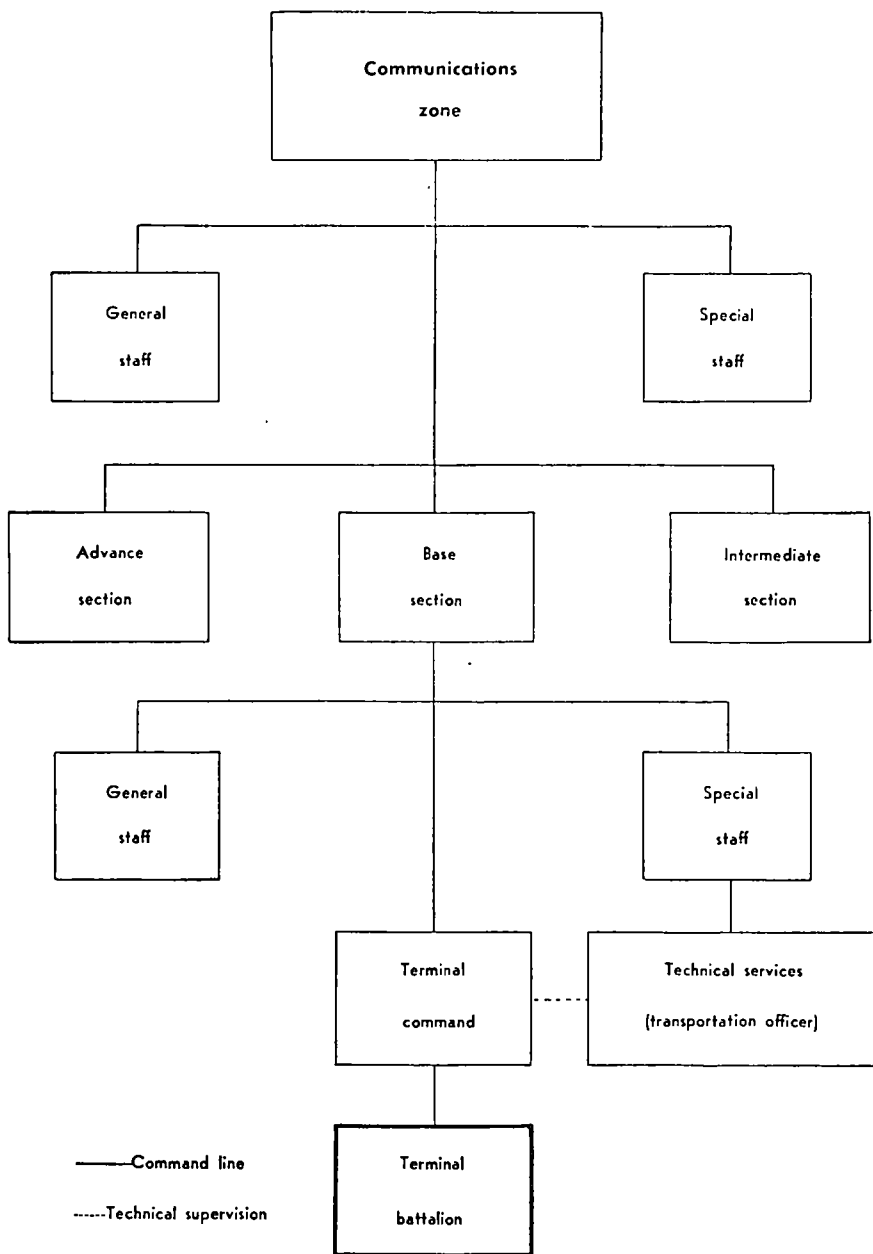 Communications
zone
General
staff
Special
staff
Advance
section
Base
section
Intermediate
section
General
staff
Special
staff
Terminal
command
Technical services
(transportation officer)
Command line
Technical supervision
Terminal
battalion